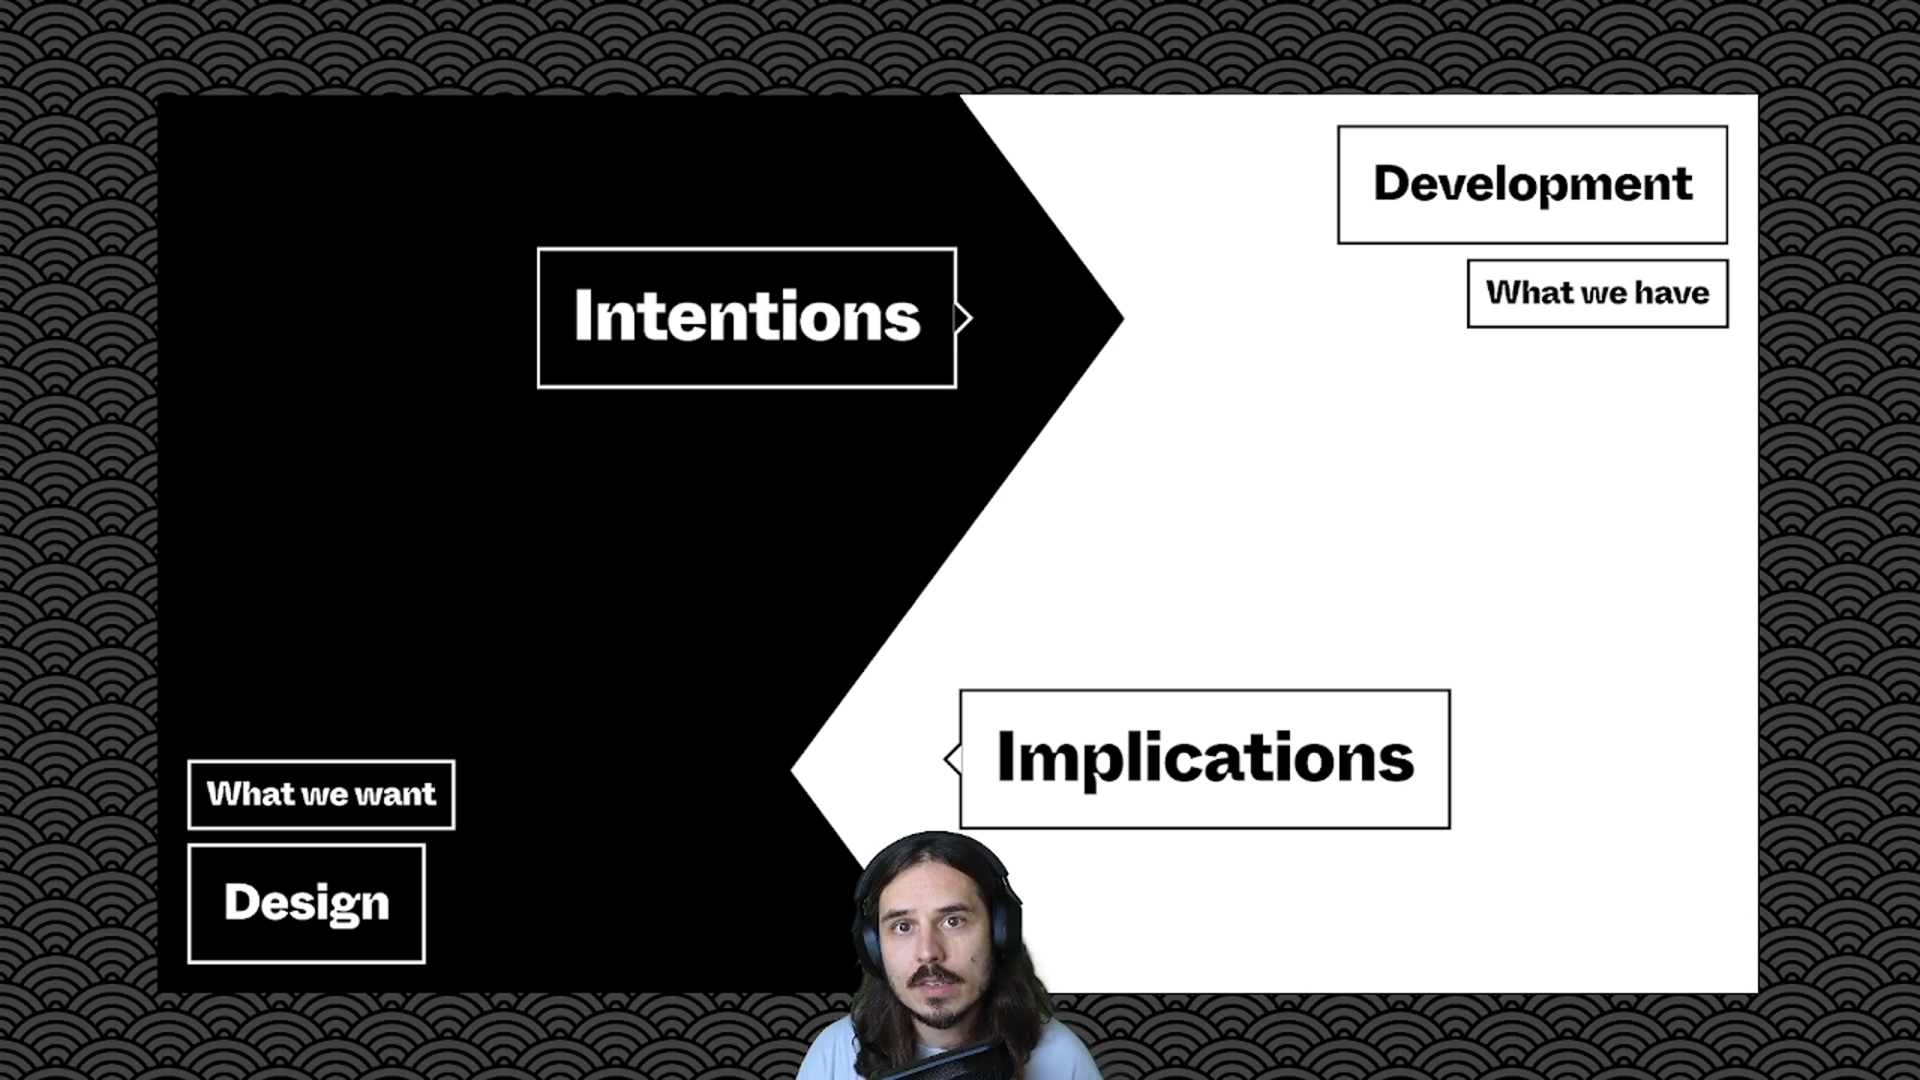 Development
What we have
Intentions
Implications
What we want
Design